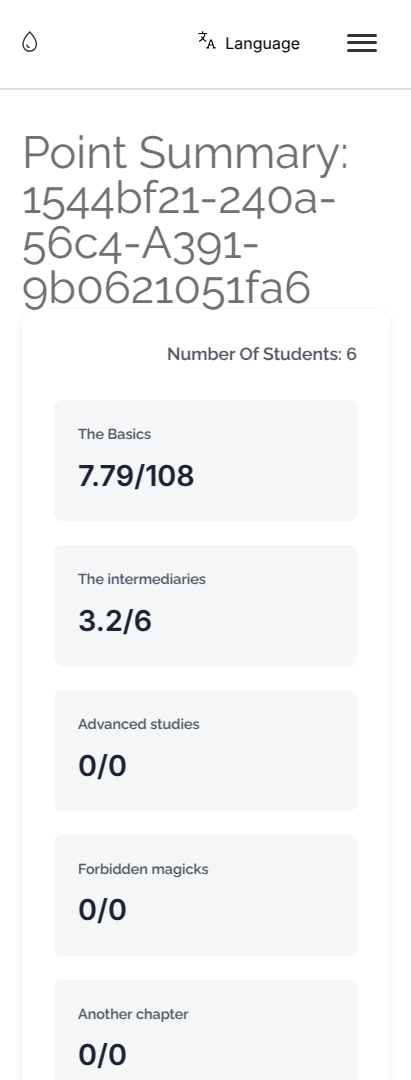 Language
Point Summary:
1544bf21-240a-
56c4-A391-
9b0621051fa6
Number Of Students: 6
The Basics
7.79/108
The intermediaries
3.2/6
Advanced studies
0/0
Forbidden magicks
0/0
Another chapter
0/0